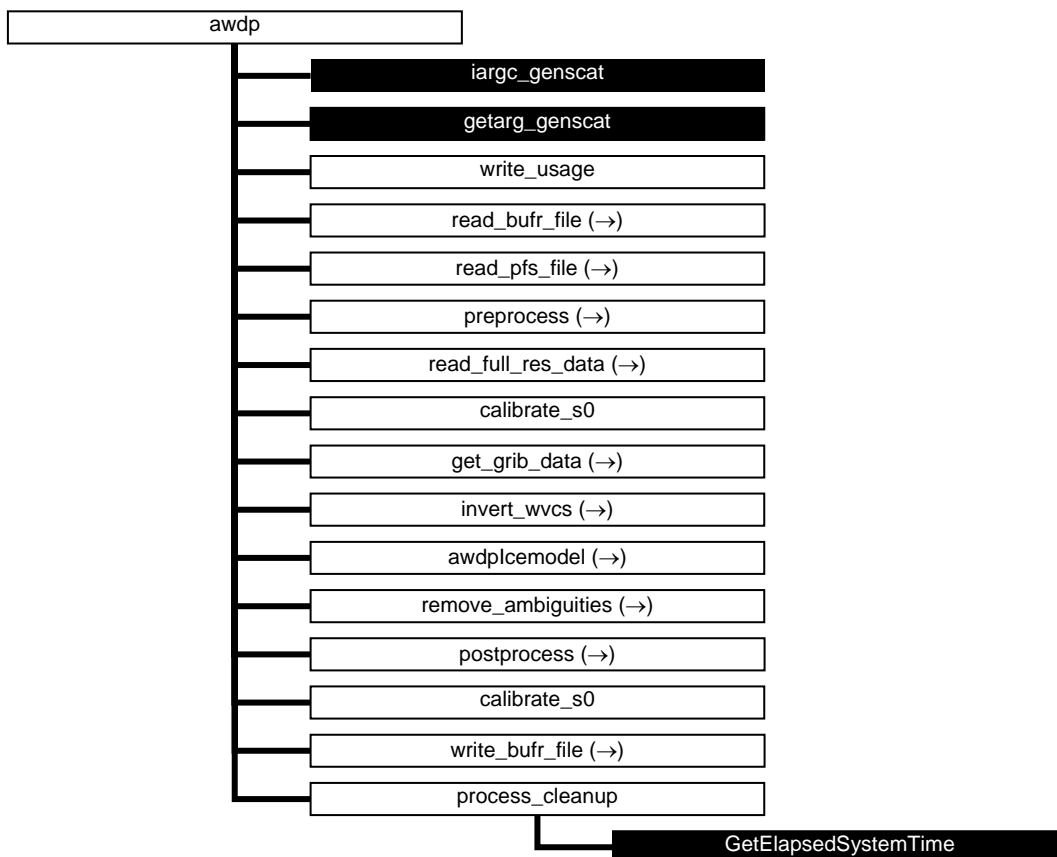 awdp
iargc_genscat
getarg_genscat
write_usage
read_bufr_file (→)
read_pfs_file (→)
preprocess (→)
read_full_res_data (→)
calibrate_s0
get_grib_data (→)
invert_wvcs (→)
awdpIcemodel (→)
remove_ambiguities (→)
postprocess (→)
calibrate_s0
write_bufr_file (→)
process_cleanup
GetElapsedSystemTime